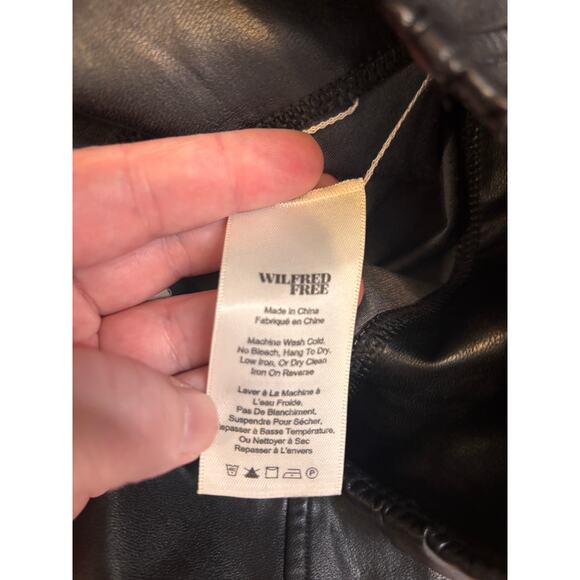 WILFRED
FREE
Made in China
Fabriqué en Chine
Machine Wash Cold.
No Bleach, Hang To Dry,
Low Iron, Or Dry Clean
Iron On Reverse
Laver à La Machine à
L'eau Froide,
Pas De Blanchiment,
Suspendre Pour Sécher,
epasser à Basse Température,
Ou Nettoyer à Sac
Repasser à L'envers
P